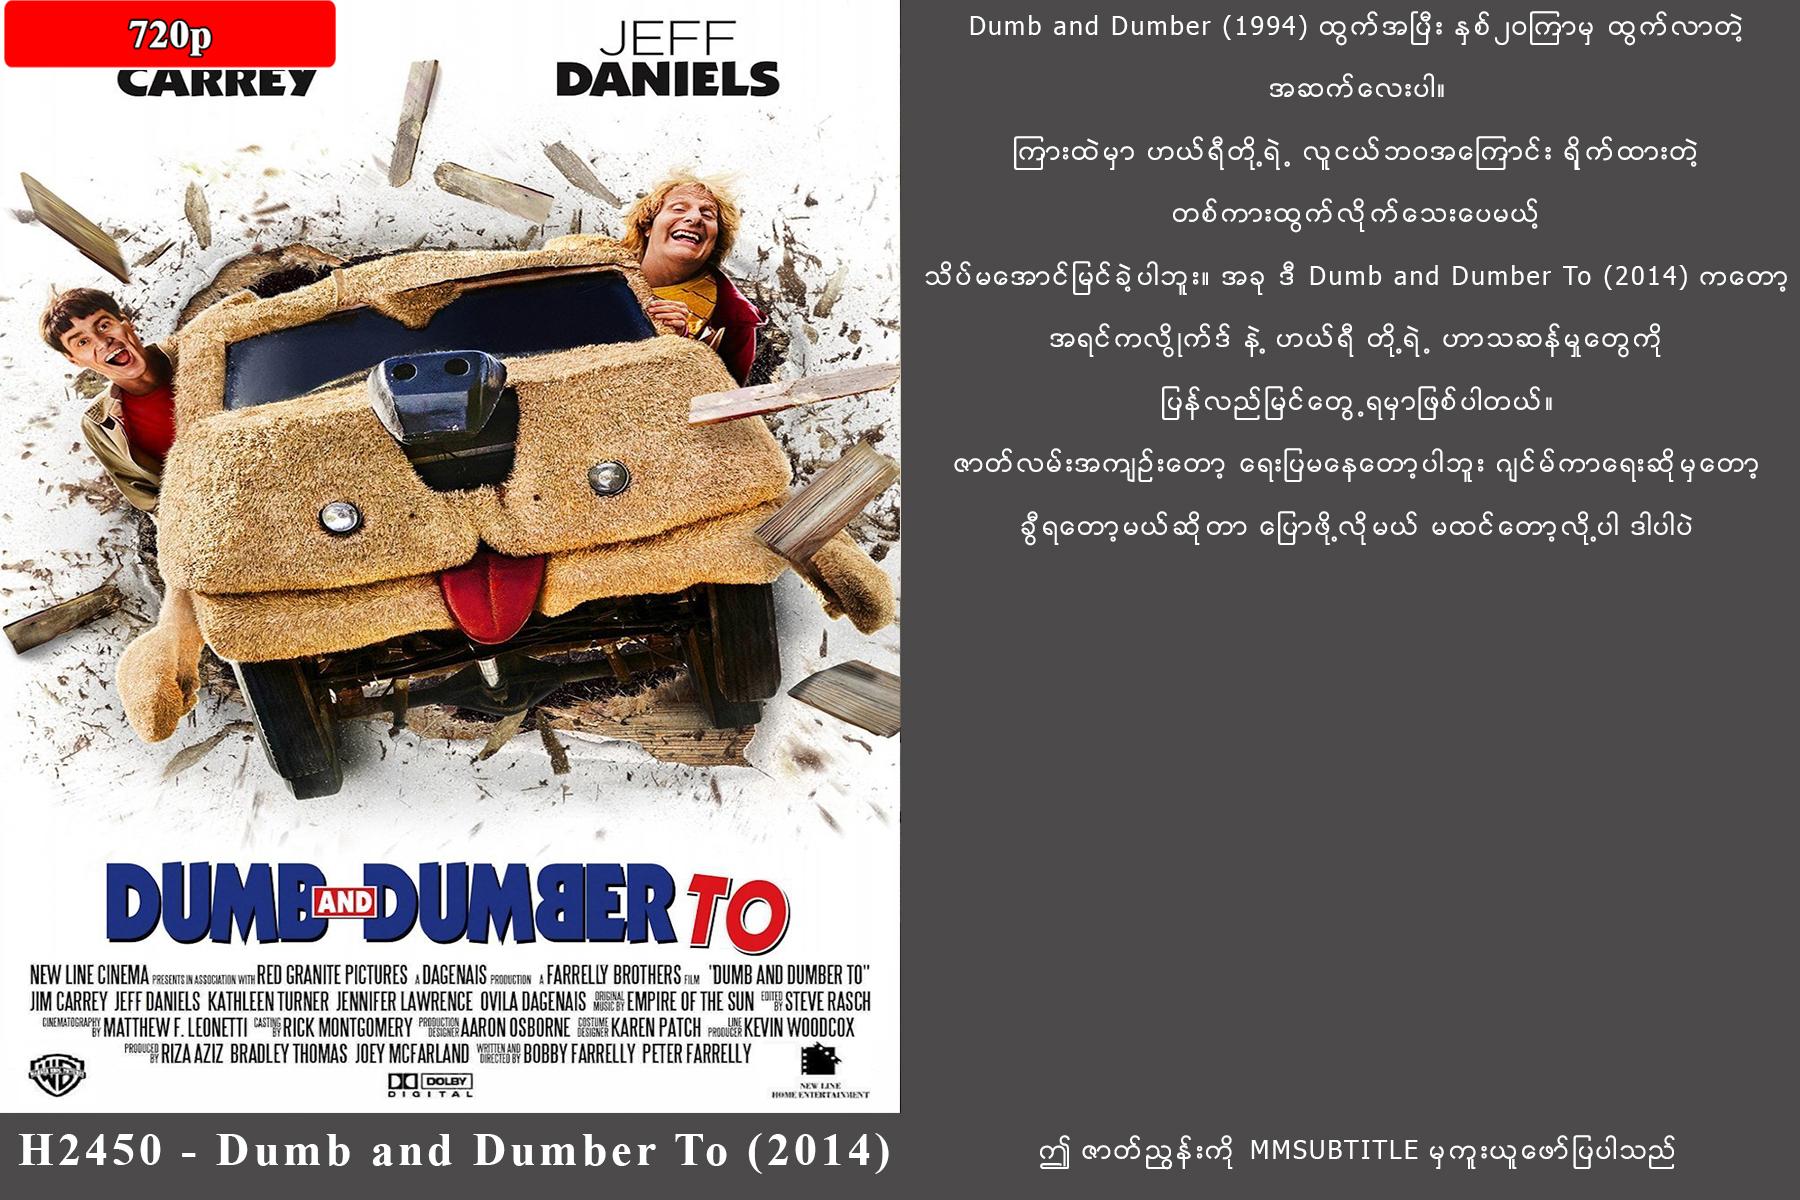 720p
CARREY
JEFF
DANIELS
DUMB AND DUMBER TO
NEW LINE CINEMA PRESENTS IN ASSOCIATION WITH RED GRANITE PICTURES A DAGENAIS PRODUCTION A FARRELLY BROTHERS FILM "DUMB AND DUMBER TO"
JIM CARREY JEFF DANIELS KATHLEEN TURNER JENNIFER LAWRENCE OVILA DAGENAIS ORIGINAL MUSIC BY EMPIRE OF THE SUN EDITED BY STEVE RASCH
CINEMATOGRAPHY BY MATTHEW F. LEONETTI CASTING BY RICK MONTGOMERY PRODUCTION DESIGNER AARON OSBORNE COSTUME DESIGNER KAREN PATCH LINE PRODUCER KEVIN WOODCOX
PRODUCED BY RIZA AZIZ BRADLEY THOMAS JOEY MCFARLAND WRITTEN AND DIRECTED BY BOBBY FARRELLY PETER FARRELLY
DOLBY
DIGITAL
NEW LINE
HOME ENTERTAINMENT
H2450 - Dumb and Dumber To (2014)
Dumb and Dumber (1994) ထွက်အပြီး နှစ်၂၀ကြာမှ ထွက်လာတဲ့
အဆက်လေးပါ။
ကြားထဲမှာ ဟယ်ရီတို့ရဲ့ လူငယ်ဘဝအကြောင်း ရိုက်ထားတဲ့
တစ်ကားထွက်လိုက်သေးပေမယ့်
သိပ်မအောင်မြင်ခဲ့ပါဘူး။ အခု ဒီ Dumb and Dumber To (2014) ကတော့
အရင်ကလွိုက်ဒ် နဲ့ ဟယ်ရီ တို့ရဲ့ ဟာသဆန်မှုတွေကို
ပြန်လည်မြင်တွေ့ရမှာဖြစ်ပါတယ်။
ဇာတ်လမ်းအကျဉ်းတော့ ရေးပြမနေတော့ပါဘူး ဂျင်မ်ကာရေးဆိုမှတော့
ခွီရတော့မယ်ဆိုတာ ပြောဖို့လိုမယ် မထင်တော့လို့ပါ ဒါပါပဲ
ဤ ဇာတ်ညွှန်းကို MMSUBTITLE မှကူးယူဖော်ပြပါသည်